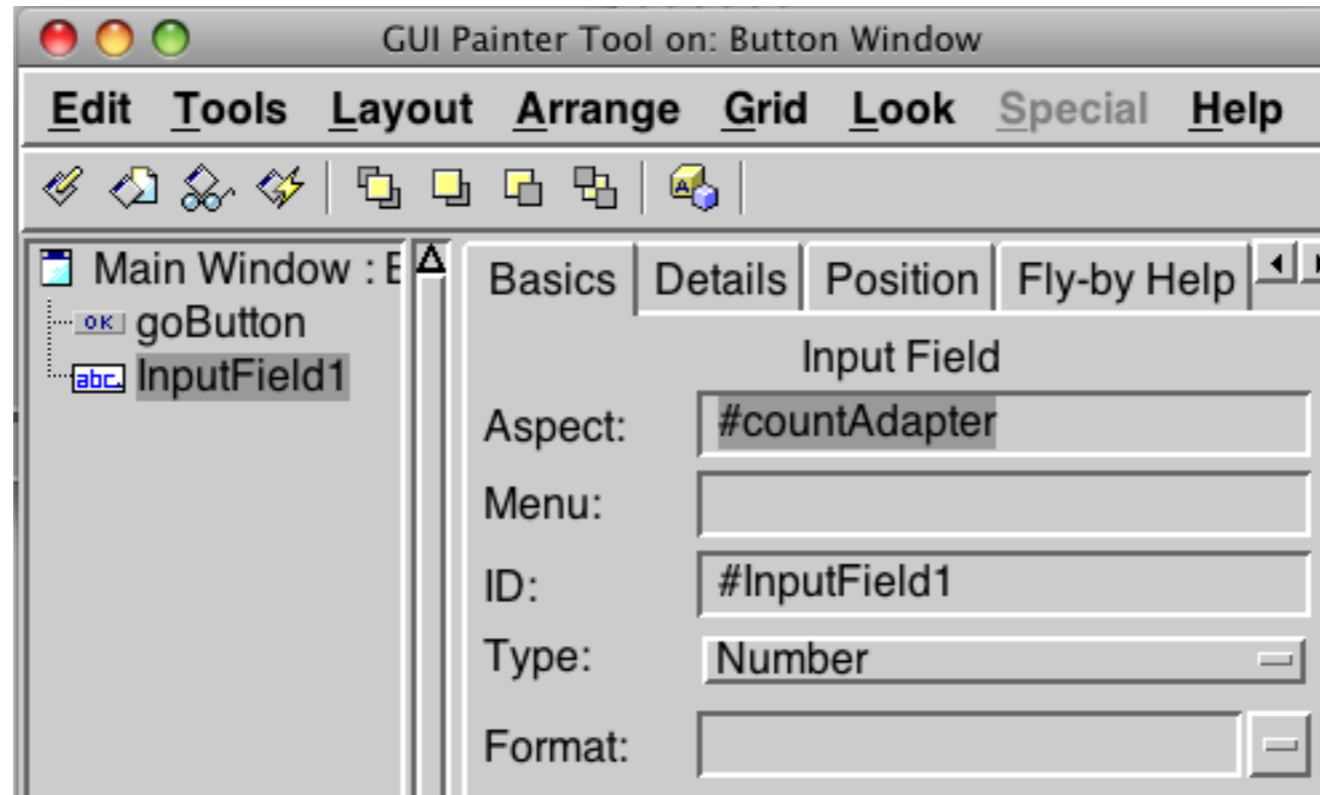 GUI Painter Tool on: Button Window
Edit Tools Layout Arrange Grid Look Special Help
A
Main Window :
OK goButton
abc InputField1
Basics Details Position Fly-by Help
Input Field
Aspect: #countAdapter
Menu:
ID: #InputField1
Type: Number
Format: